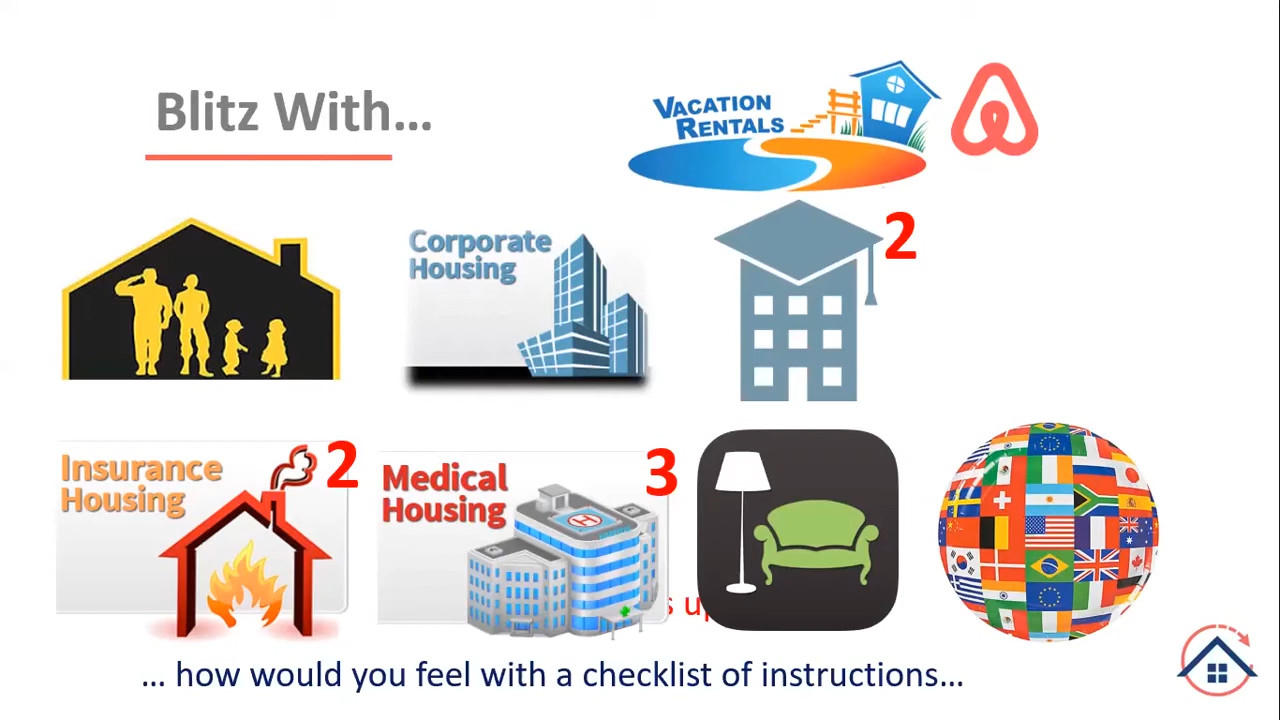 Blitz With...
VACATION
RENTALS
Corporate
Housing
2
Insurance
Housing
2
Medical
Housing
3
H
... how would you feel with a checklist of instructions...